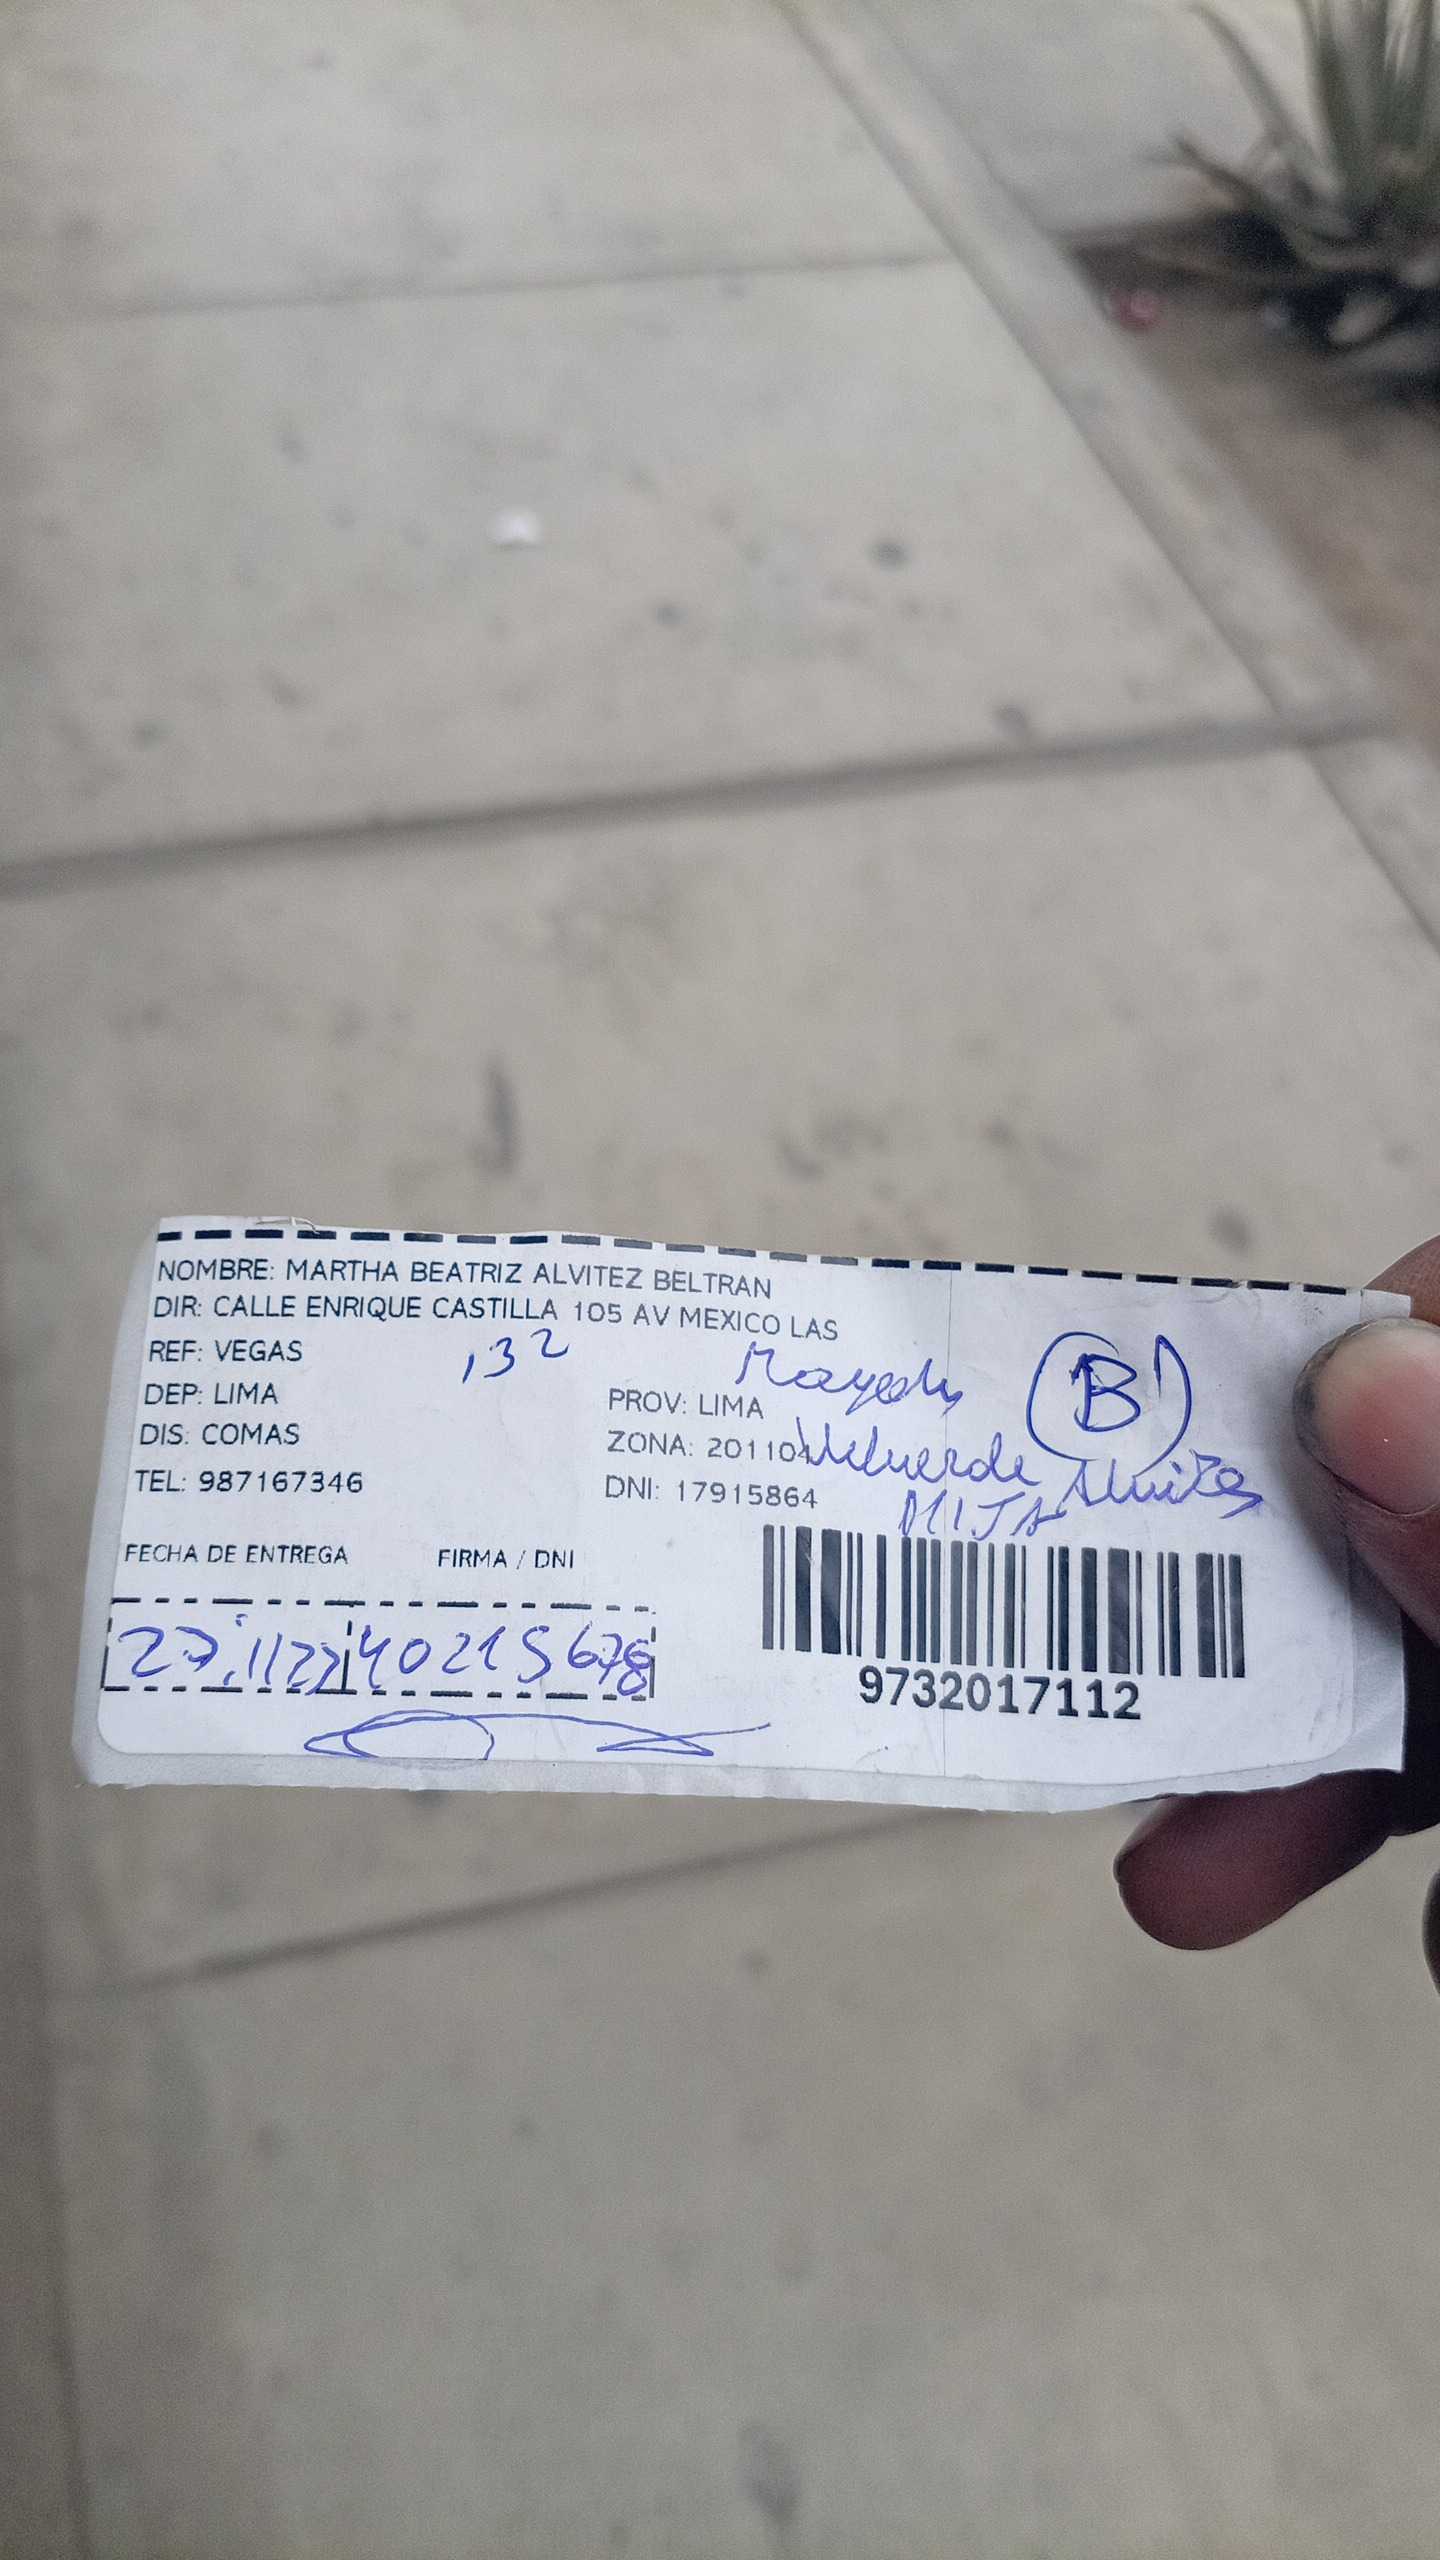 NOMBRE: MARTHA BEATRIZ ALVITEZ BELTRAN
DIR: CALLE ENRIQUE CASTILLA 105 AV MEXICO LAS
REF: VEGAS
132
DEP: LIMA
PROV: LIMA
B
DIS: COMAS
ZONA: 201104
Alvitez
TEL: 987167346
DNI: 17915864
HIJA
FECHA DE ENTREGA FIRMA / DNI
9732017112